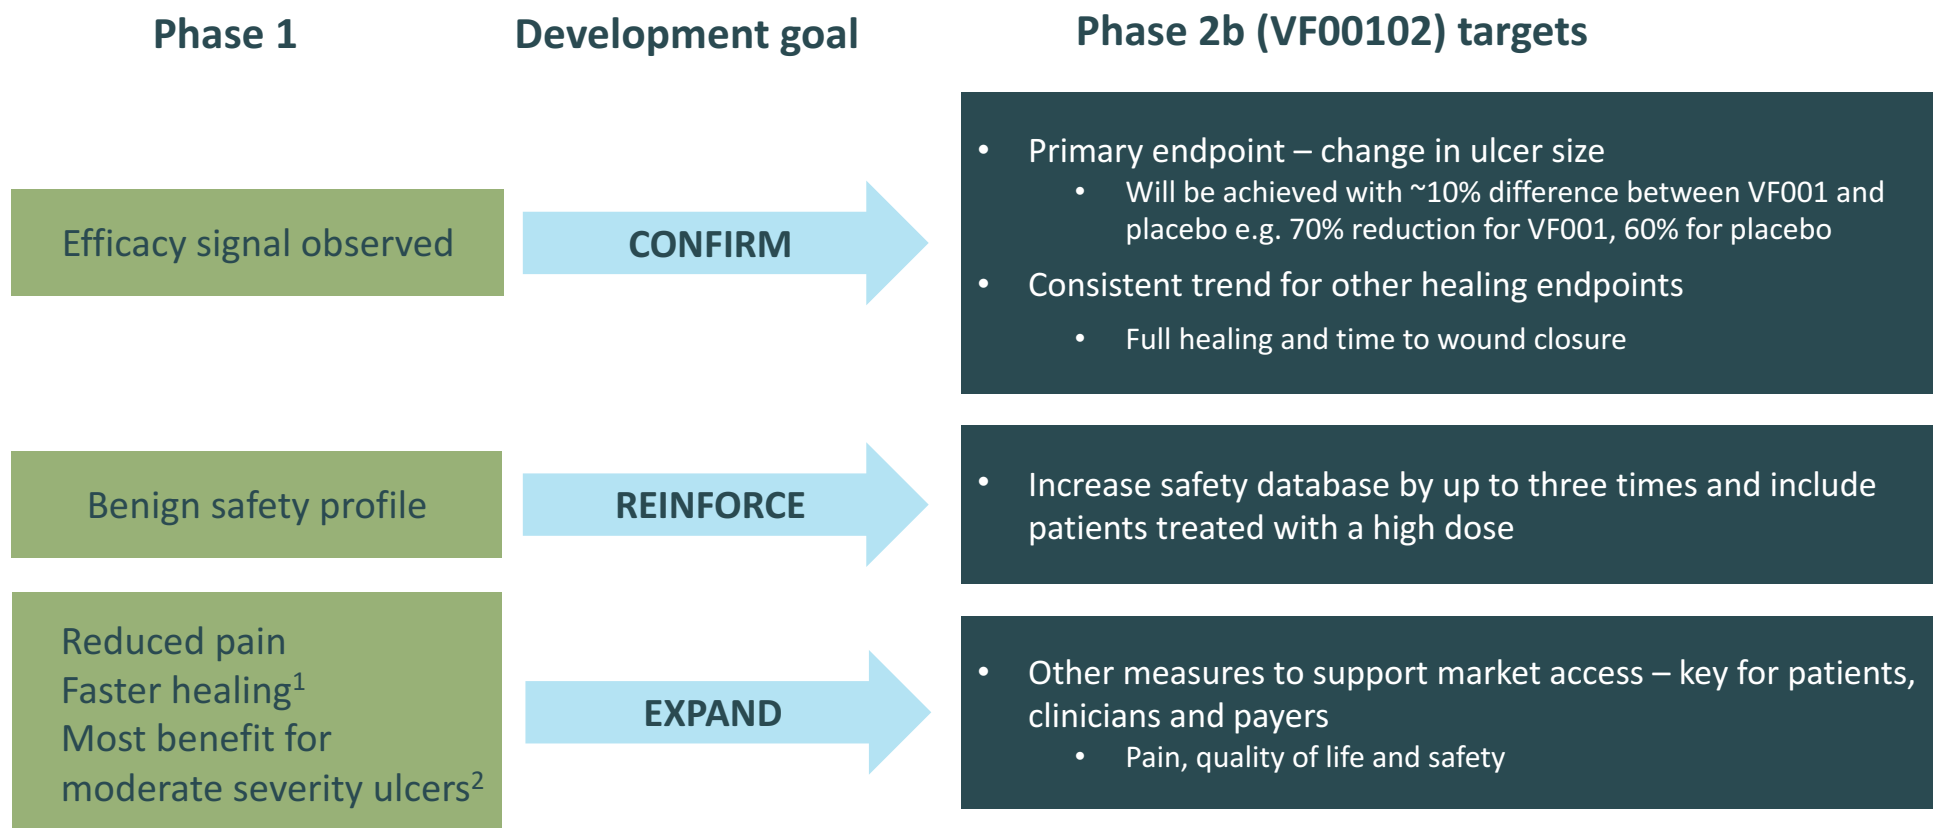 Phase 1
Development goal
Phase 2b (VF00102) targets
Efficacy signal observed
CONFIRM
• Primary endpoint – change in ulcer size
• Will be achieved with ~10% difference between VF001 and
placebo e.g. 70% reduction for VF001, 60% for placebo
• Consistent trend for other healing endpoints
• Full healing and time to wound closure
Benign safety profile
REINFORCE
• Increase safety database by up to three times and include
patients treated with a high dose
Reduced pain
Faster healing¹
Most benefit for
moderate severity ulcers²
EXPAND
• Other measures to support market access – key for patients,
clinicians and payers
• Pain, quality of life and safety